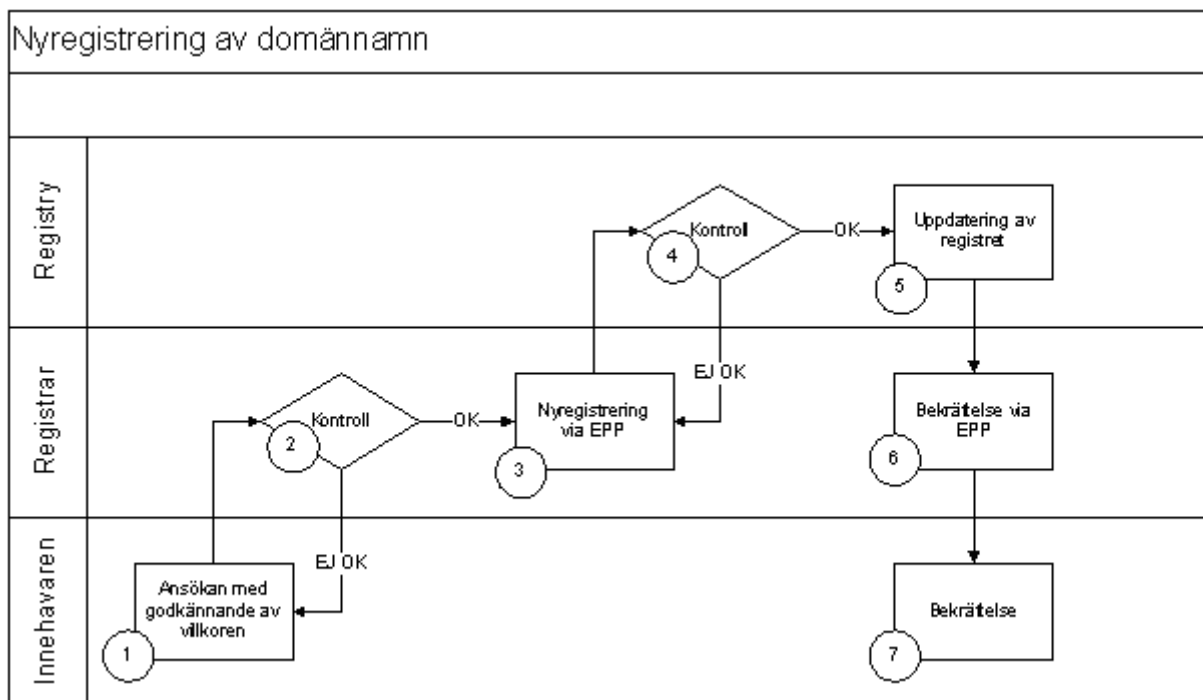 Nyregistrering av domännamn
Registry
Kontroll
4
OK
Uppdatering av
registret
5
EJ OK
Registrar
Kontroll
2
OK
Nyregistrering
via EPP
3
Bekräftelse via
EPP
6
EJ OK
Innehavaren
Ansökan med
godkännande av
villkoren
1
Bekräftelse
7